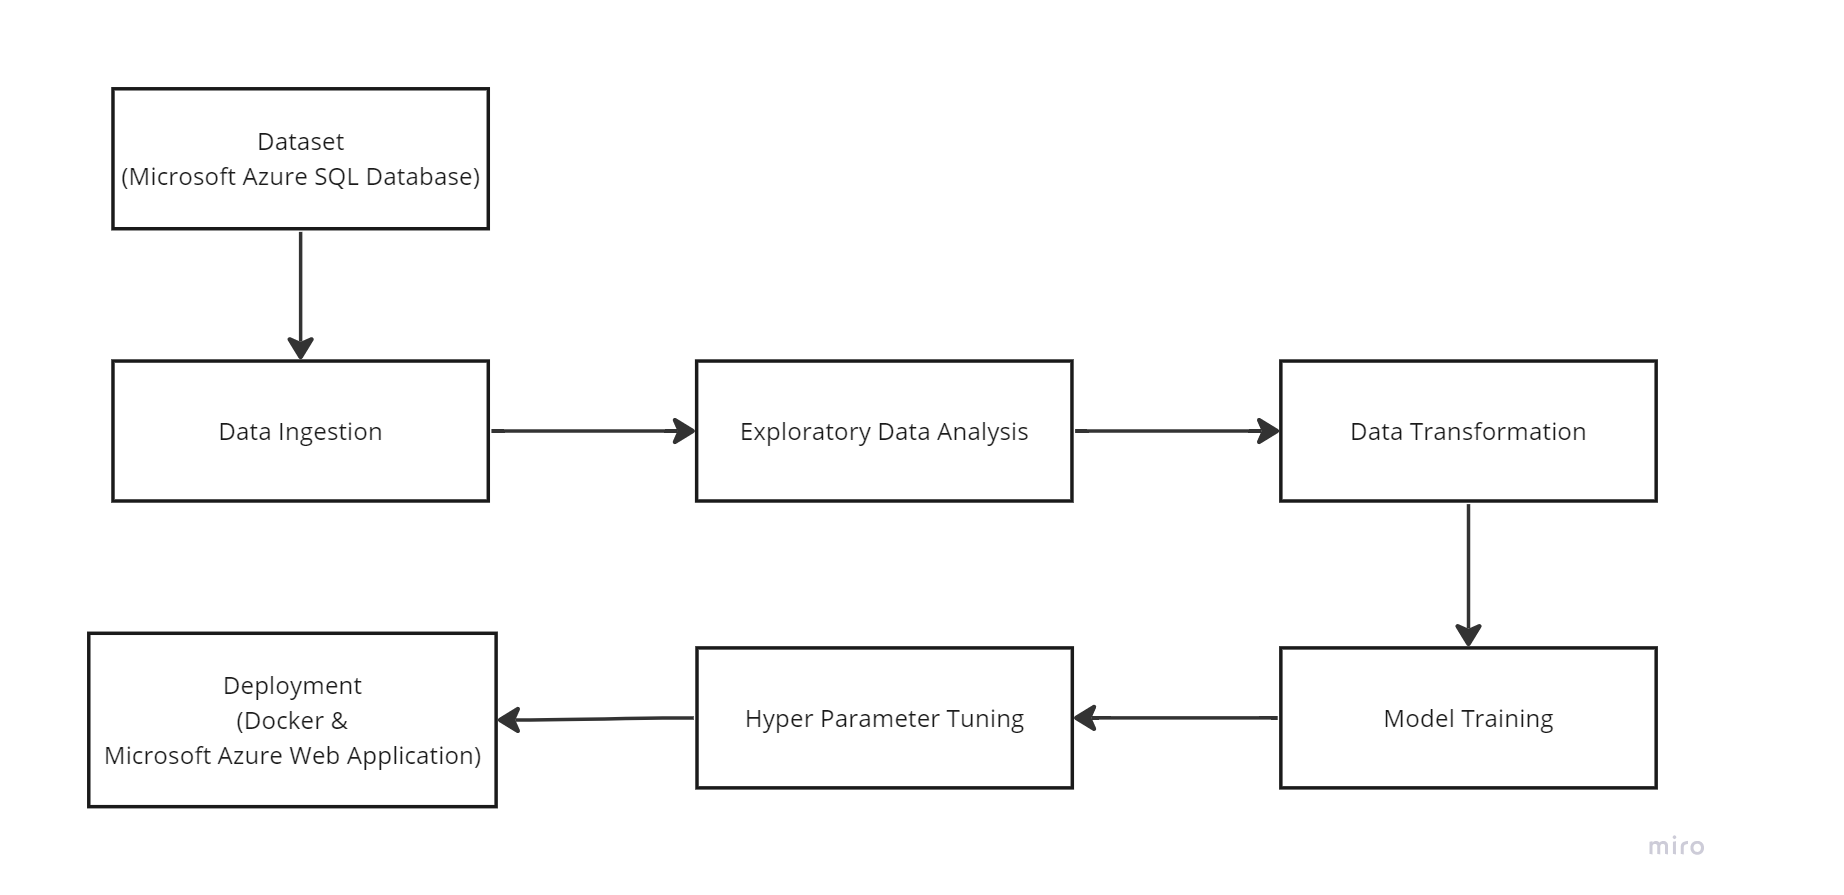 Dataset
(Microsoft Azure SQL Database)
Data Ingestion
Exploratory Data Analysis
Data Transformation
Model Training
Hyper Parameter Tuning
Deployment
(Docker &
Microsoft Azure Web Application)
miro